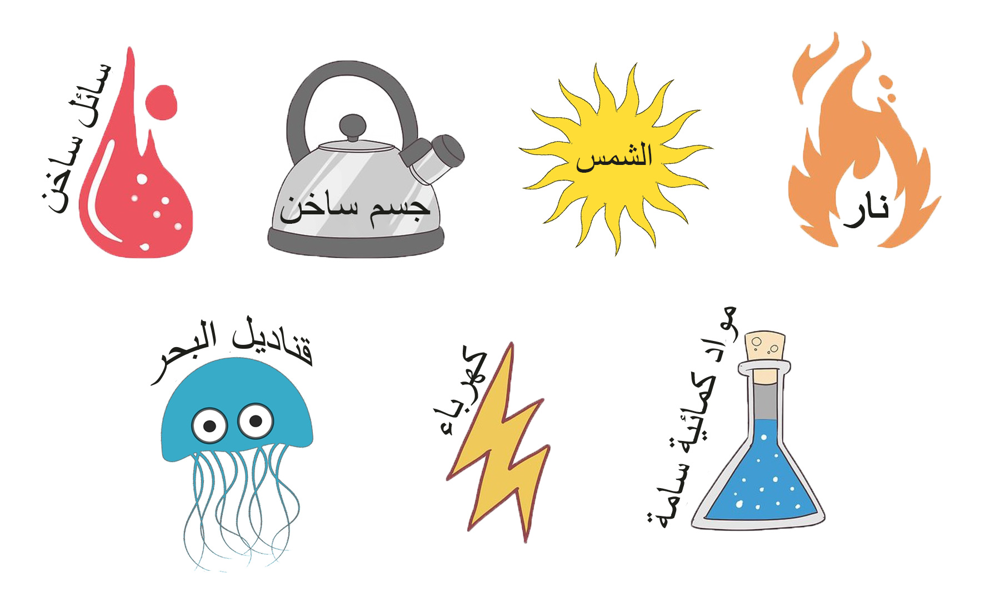 نار
الشمس
جسم ساخن
سائل ساخن
مواد كمائية سامة
كهرباء
قناديل البحر